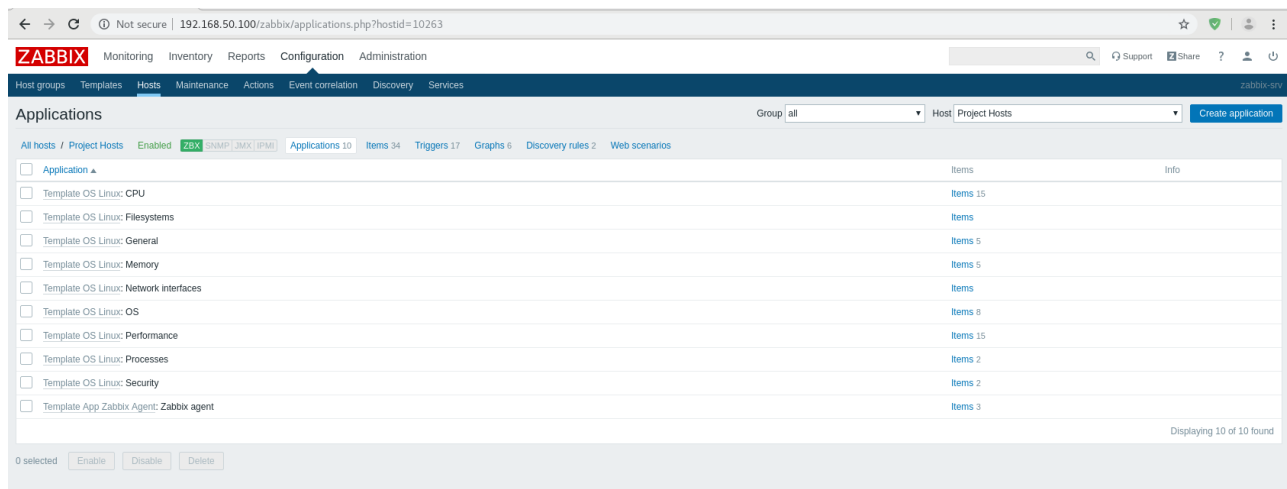 Not secure | 192.168.50.100/zabbix/applications.php?hostid=10263
ZABBIX Monitoring Inventory Reports Configuration Administration Support Z Share ?
Host groups Templates Hosts Maintenance Actions Event correlation Discovery Services zabbix-srv
Applications Group all Host Project Hosts Create application
All hosts / Project Hosts Enabled ZBX SNMP JMX IPMI Applications 10 Items 34 Triggers 17 Graphs 6 Discovery rules 2 Web scenarios
Application Items Info
Template OS Linux: CPU Items 15
Template OS Linux: Filesystems Items
Template OS Linux: General Items 5
Template OS Linux: Memory Items 5
Template OS Linux: Network interfaces Items
Template OS Linux: OS Items 8
Template OS Linux: Performance Items 15
Template OS Linux: Processes Items 2
Template OS Linux: Security Items 2
Template App Zabbix Agent: Zabbix agent Items 3
Displaying 10 of 10 found
0 selected Enable Disable Delete